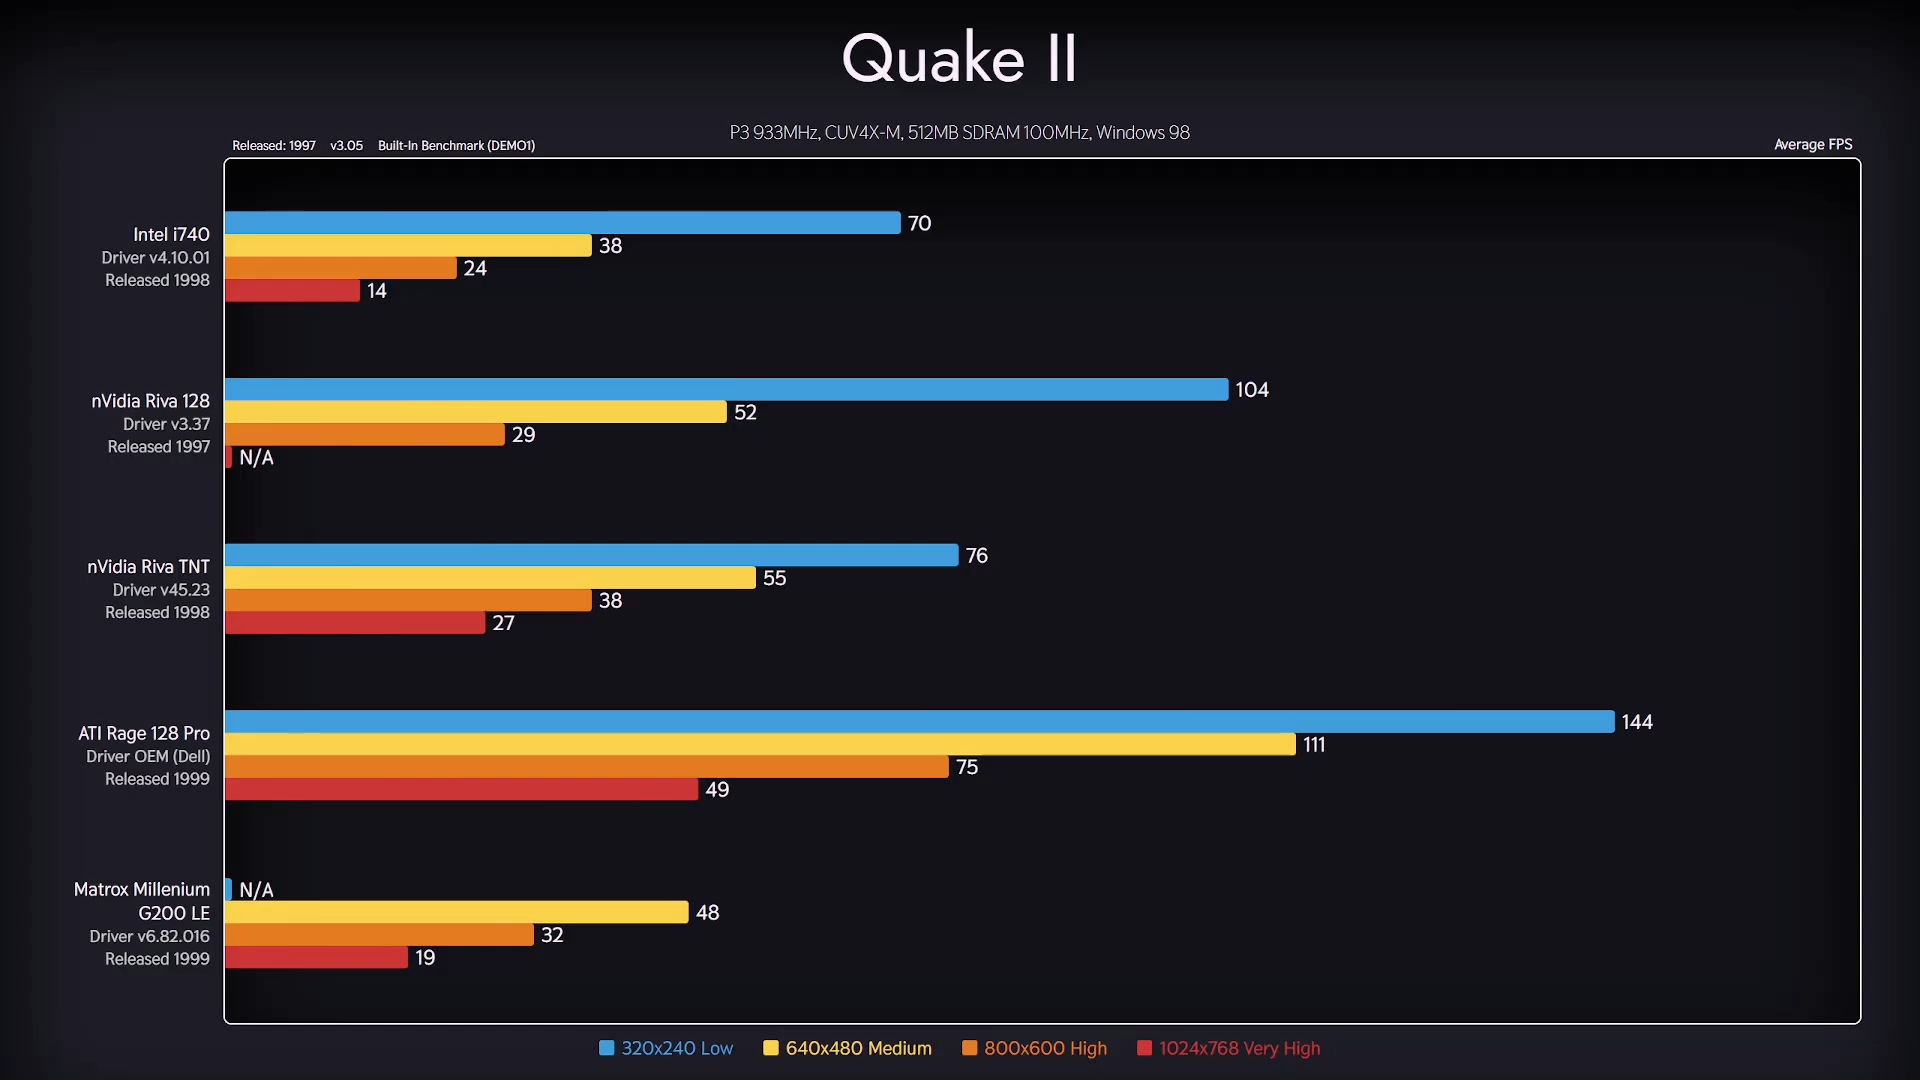 Quake II
P3 933MHz, CUV4X-M, 512MB SDRAM 100MHz, Windows 98
Released: 1997 v3.05 Built-In Benchmark (DEMO1)
Average FPS
Intel i740
Driver v4.10.01
Released 1998
70
38
24
14
nVidia Riva 128
Driver v3.37
Released 1997
104
52
29
N/A
nVidia Riva TNT
Driver v45.23
Released 1998
76
55
38
27
ATI Rage 128 Pro
Driver OEM (Dell)
Released 1999
144
111
75
49
Matrox Millenium
G200 LE
Driver v6.82.016
Released 1999
N/A
48
32
19
320x240 Low 640x480 Medium 800x600 High 1024x768 Very High